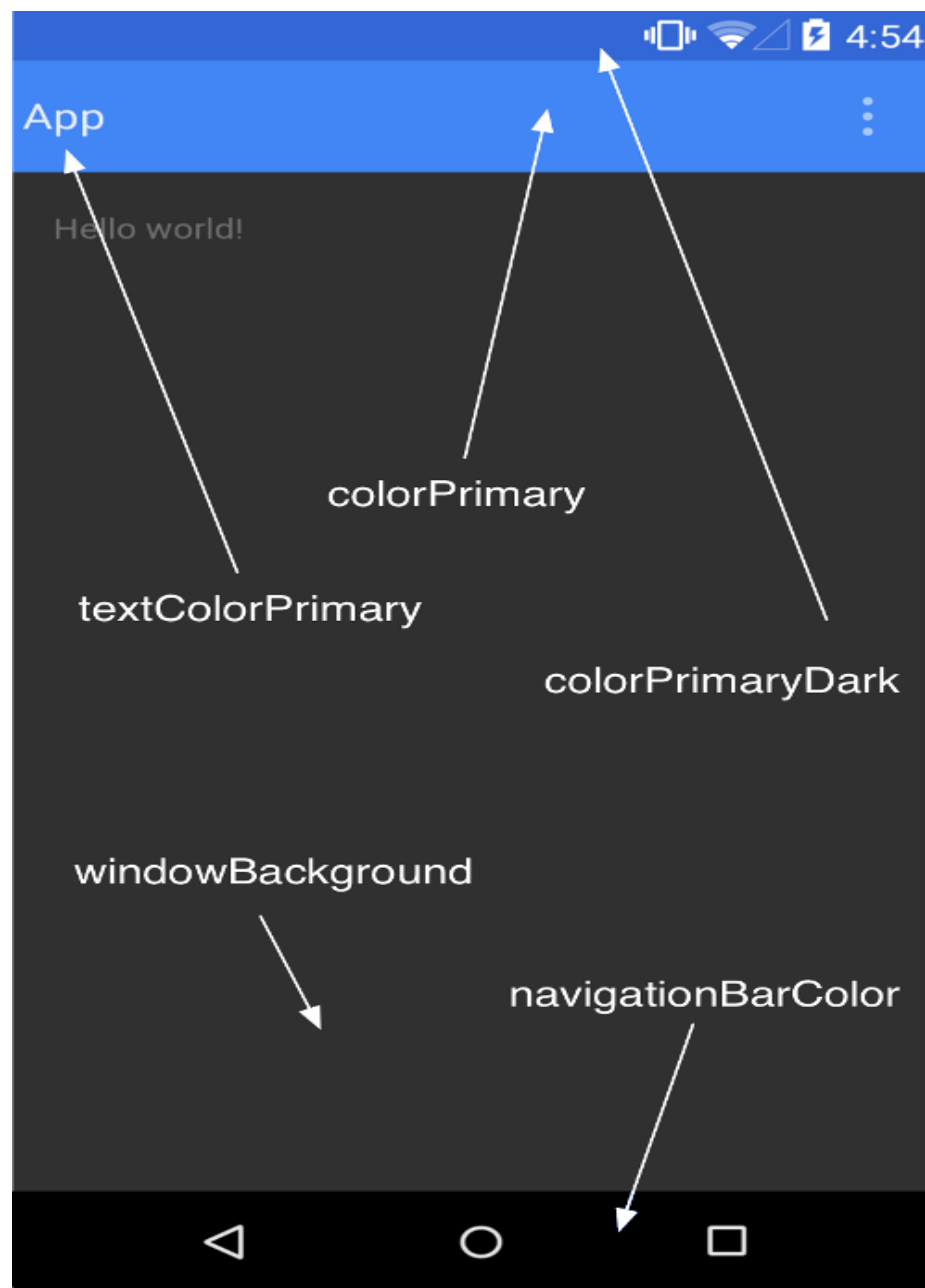 4:54
App
Hello world!
colorPrimary
textColorPrimary
colorPrimaryDark
windowBackground
navigationBarColor